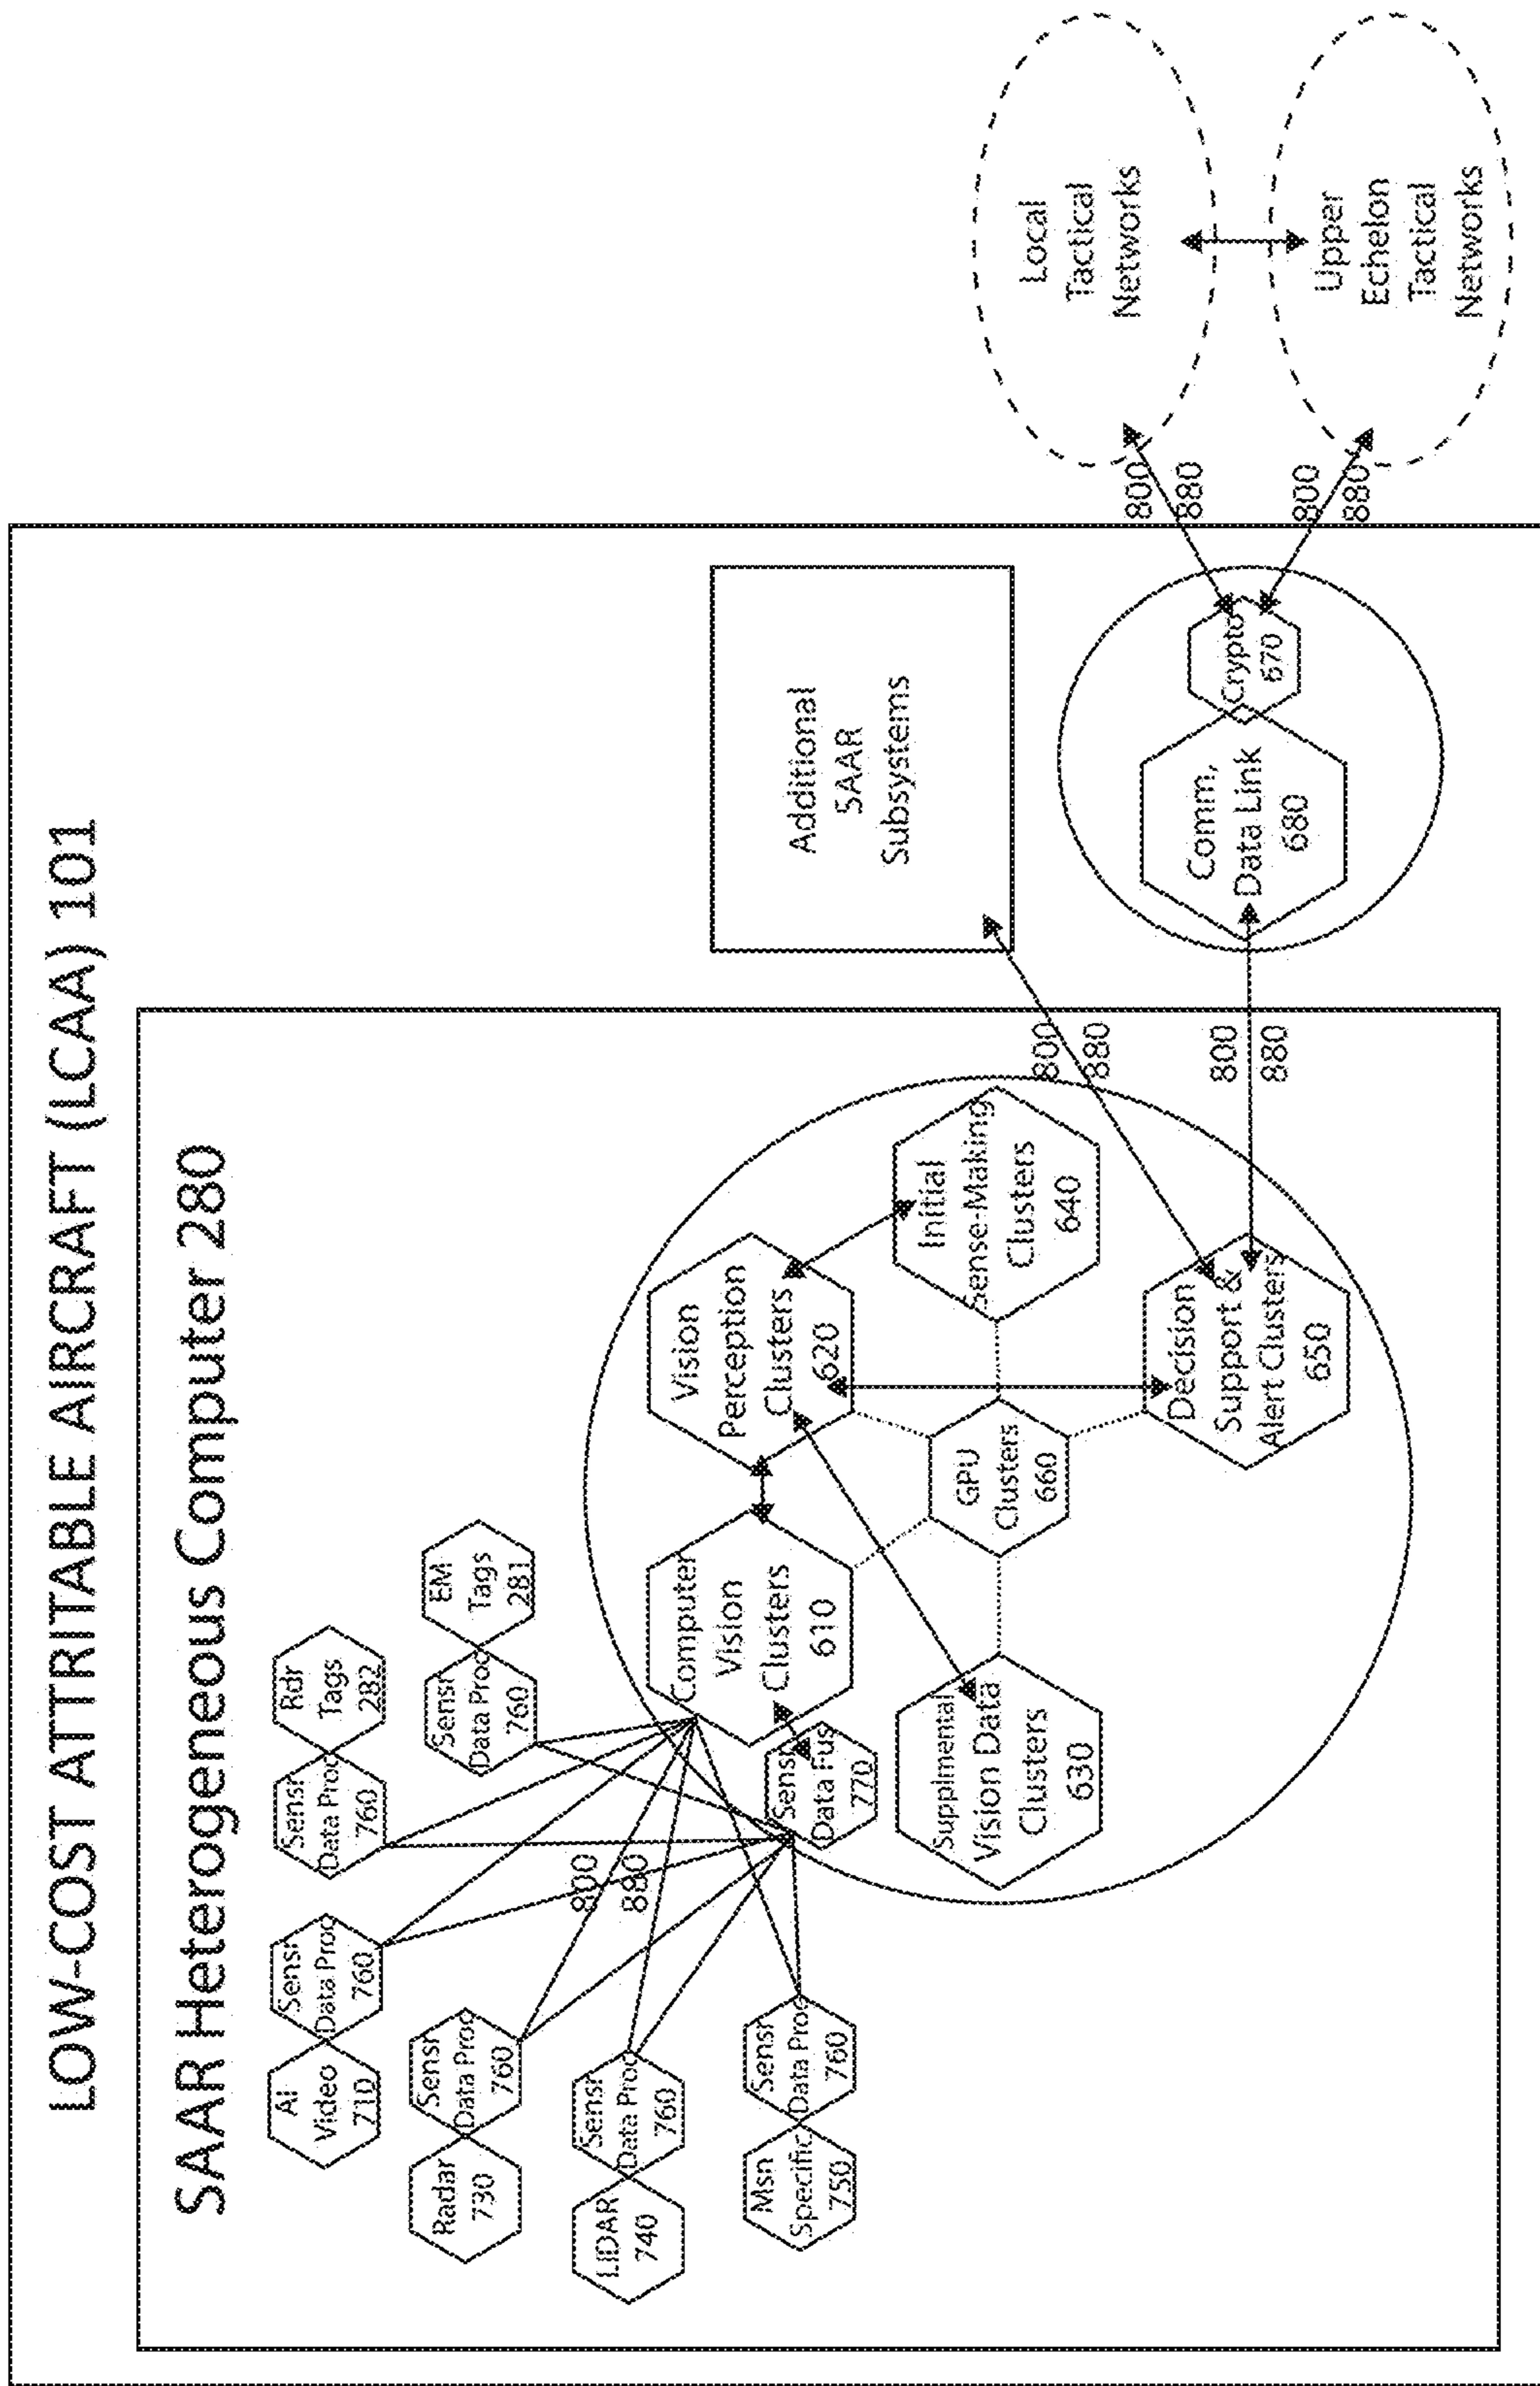 LOW-COST ATTRITABLE AIRCRAFT (LCAA) 101
SAAR Heterogeneous Computer 280
AI
Video
710
Sensr
Data Proc
760
Sensr
Data Proc
760
Rdr
Tags
282
Radar
730
Sensr
Data Proc
760
Sensr
Data Proc
760
EM
Tags
281
LIDAR
740
Sensr
Data Proc
760
800
880
Msn
Specific
750
Sensr
Data Proc
760
Sensr
Data Fus
770
Computer
Vision
Clusters
610
Vision
Perception
Clusters
620
Supplmental
Vision Data
Clusters
630
GPU
Clusters
660
Initial
Sense-Making
Clusters
640
Decision
Support &
Alert Clusters
650
800
880
800
880
Additional
SAAR
Subsystems
Comm,
Data Link
680
Crypto
670
800
880
800
880
Local
Tactical
Networks
Upper
Echelon
Tactical
Networks